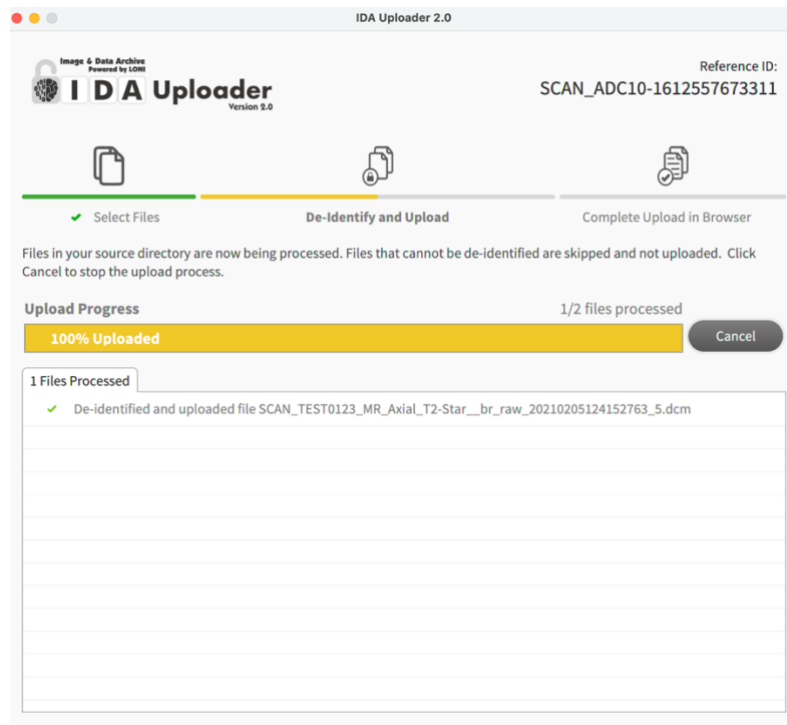 IDA Uploader 2.0
Image & Data Archive
Powered by LONI
IDA Uploader
Version 2.0
Reference ID:
SCAN_ADC10-1612557673311
Select Files
De-Identify and Upload
Complete Upload in Browser
Files in your source directory are now being processed. Files that cannot be de-identified are skipped and not uploaded. Click
Cancel to stop the upload process.
Upload Progress
1/2 files processed
100% Uploaded
Cancel
1 Files Processed
De-identified and uploaded file SCAN_TEST0123_MR_Axial_T2-Star__br_raw_20210205124152763_5.dcm